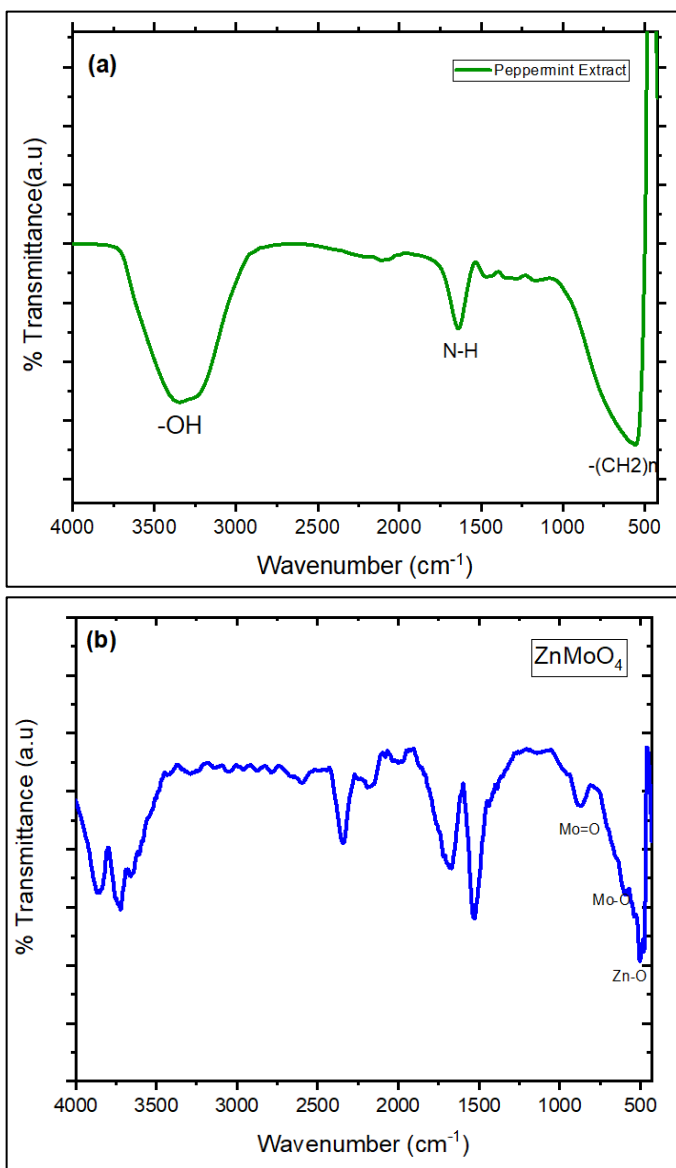 (a)
Peppermint Extract
% Transmittance(a.u)
-OH
N-H
-(CH2)n
4000 3500 3000 2500 2000 1500 1000 500
Wavenumber (cm⁻¹)
(b)
ZnMoO₄
% Transmittance (a.u)
Mo=O
Mo-O
Zn-O
4000 3500 3000 2500 2000 1500 1000 500
Wavenumber (cm⁻¹)